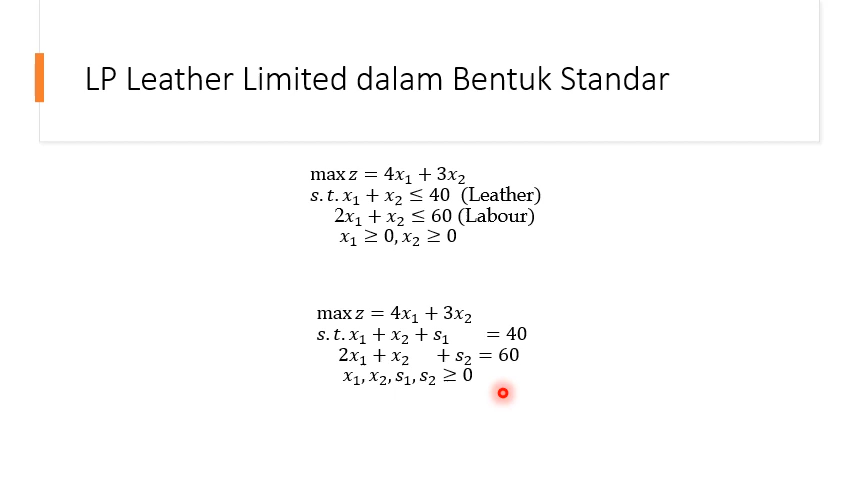 LP Leather Limited dalam Bentuk Standar
max z = 4x₁ + 3x₂
s.t. x₁ + x₂ ≤ 40 (Leather)
2x₁ + x₂ ≤ 60 (Labour)
x₁ ≥ 0, x₂ ≥ 0
max z = 4x₁ + 3x₂
s.t. x₁ + x₂ + s₁ = 40
2x₁ + x₂ + s₂ = 60
x₁, x₂, s₁, s₂ ≥ 0